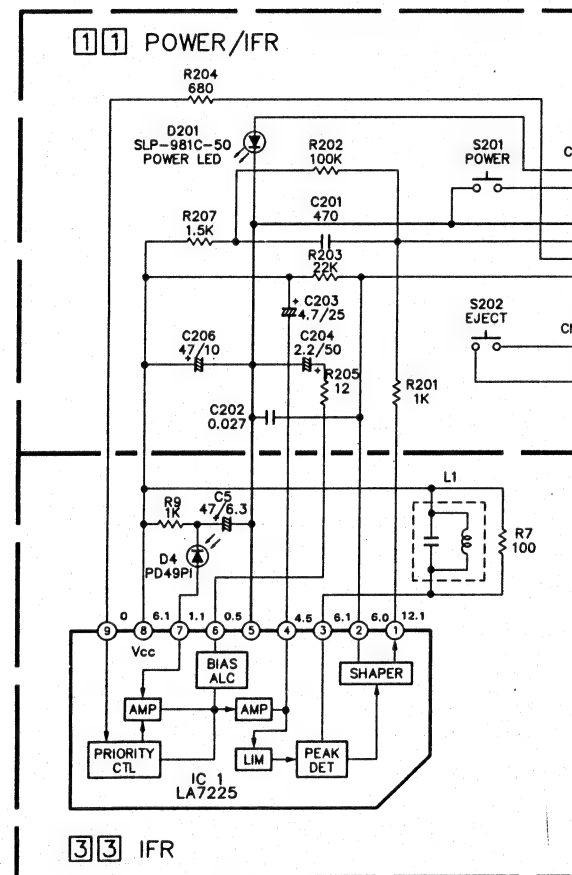 11 POWER/IFR
R204
680
D201
SLP-981C-50
POWER LED
R202
100K
S201
POWER
C
C201
470
R207
1.5K
R203
22K
+ C203
4.7/25
S202
EJECT
CN
C206
47/10
+
C204
2.2/50
+
R205
12
R201
1K
C202
0.027
L1
R9
1K
C5
47/6.3
+
R7
100
D4
PD49PI
0 6.1 1.1 0.5 4.5 6.1 6.0 12.1
9 8 7 6 5 4 3 2 1
Vcc
BIAS
ALC
SHAPER
AMP
AMP
PRIORITY
CTL
LIM
PEAK
DET
IC 1
LA7225
33 IFR